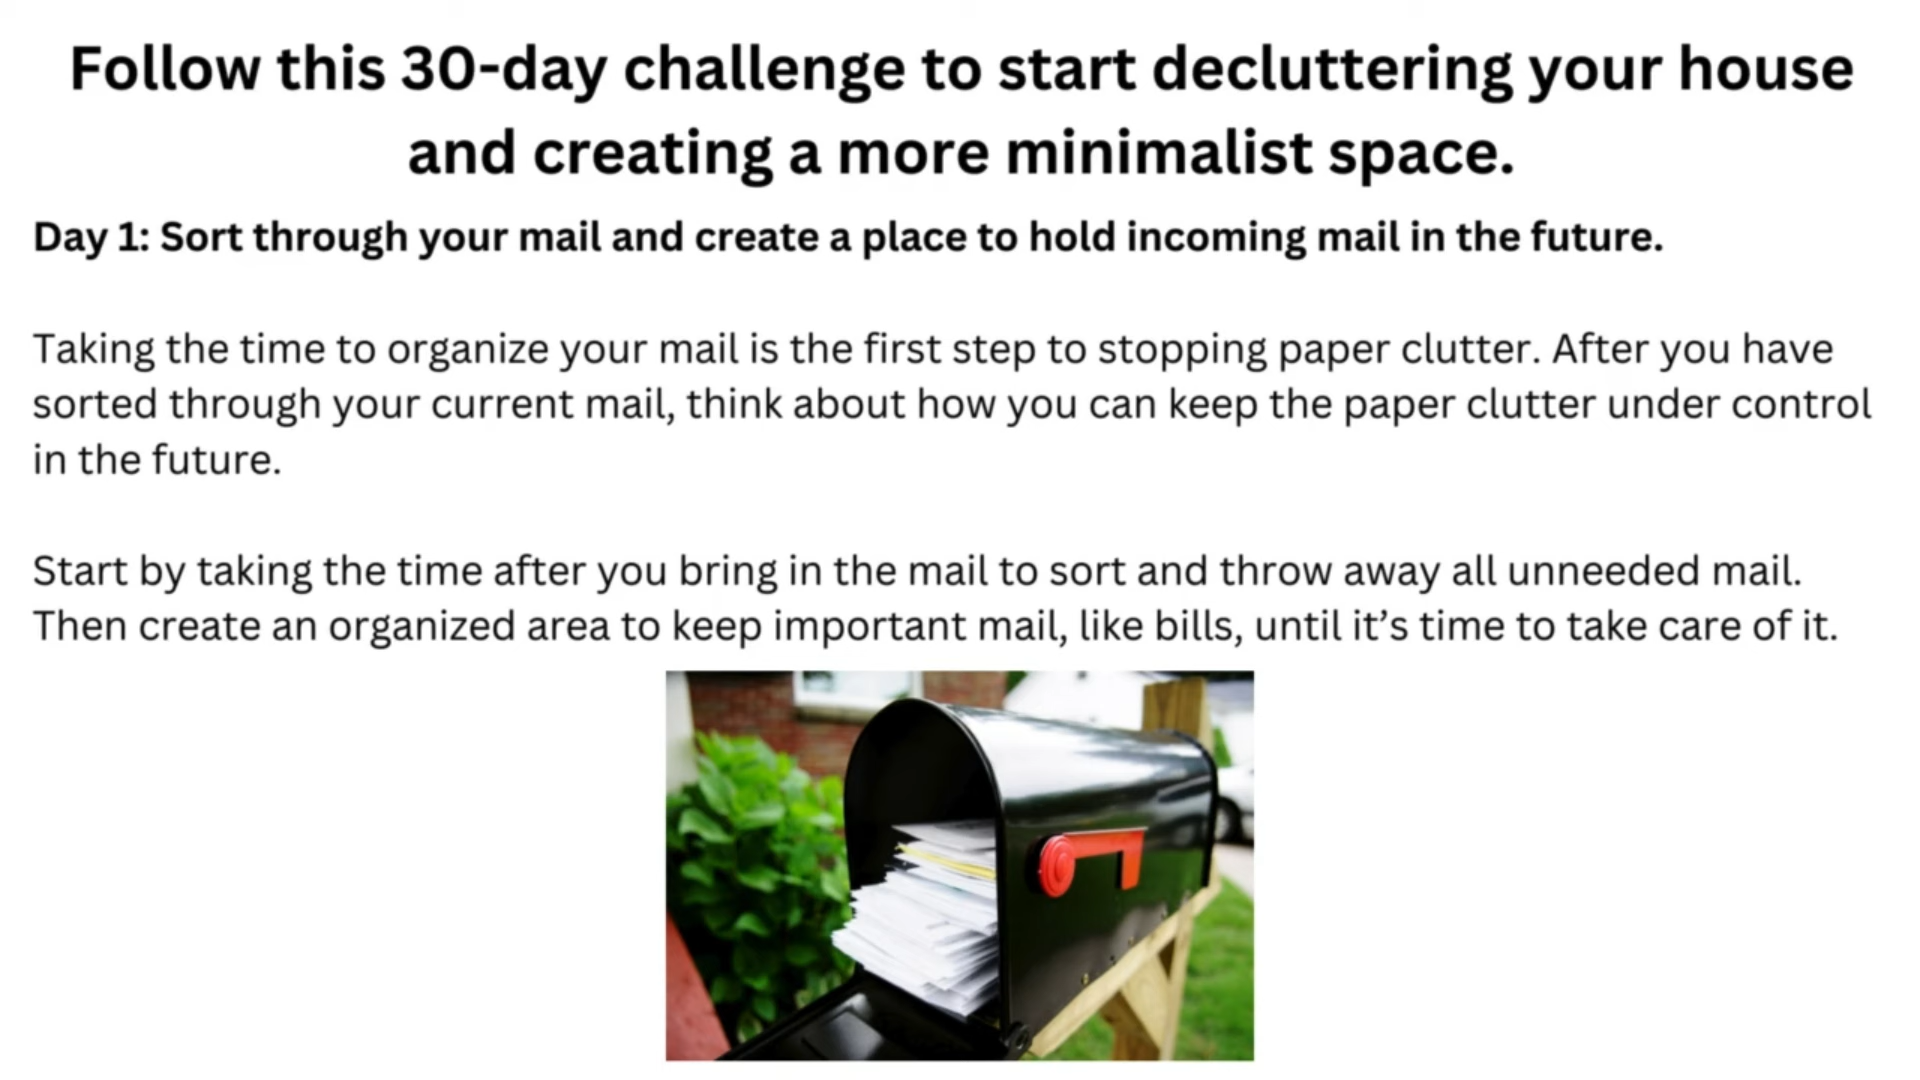 Follow this 30-day challenge to start decluttering your house
and creating a more minimalist space.
Day 1: Sort through your mail and create a place to hold incoming mail in the future.
Taking the time to organize your mail is the first step to stopping paper clutter. After you have
sorted through your current mail, think about how you can keep the paper clutter under control
in the future.
Start by taking the time after you bring in the mail to sort and throw away all unneeded mail.
Then create an organized area to keep important mail, like bills, until it’s time to take care of it.